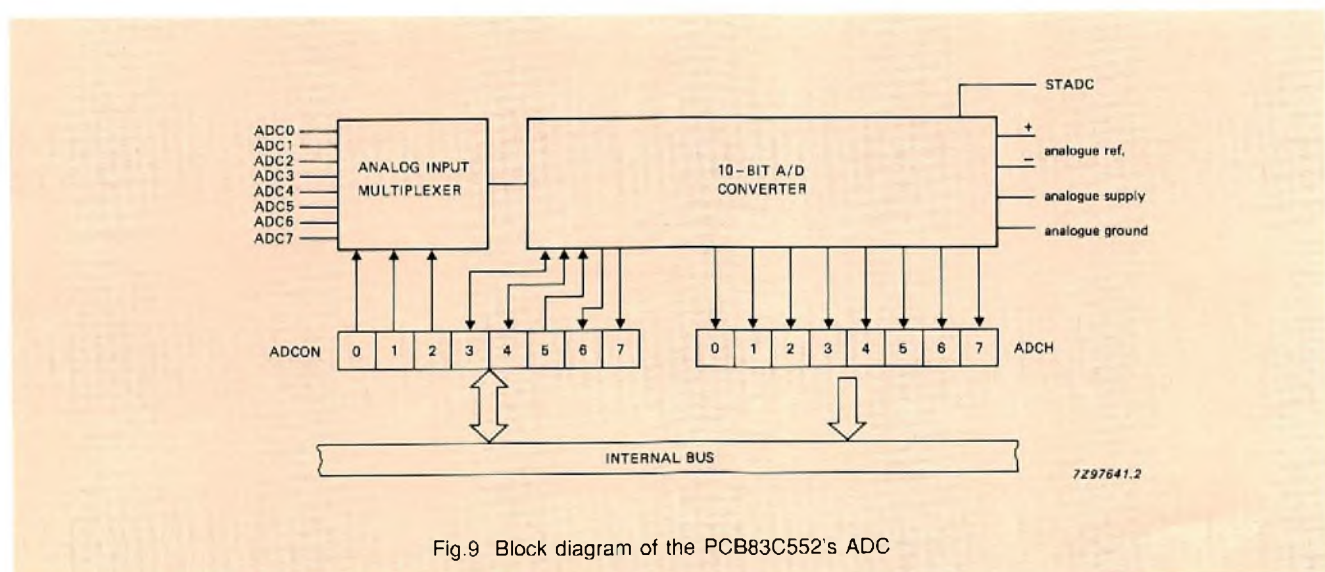 STADC
ADC0
ADC1
ADC2
ADC3
ADC4
ADC5
ADC6
ADC7
ANALOG INPUT
MULTIPLEXER
10-BIT A/D
CONVERTER
+
analogue ref.
−
analogue supply
analogue ground
ADCON 0 1 2 3 4 5 6 7
0 1 2 3 4 5 6 7 ADCH
INTERNAL BUS
7Z97641.2
Fig.9 Block diagram of the PCB83C552's ADC